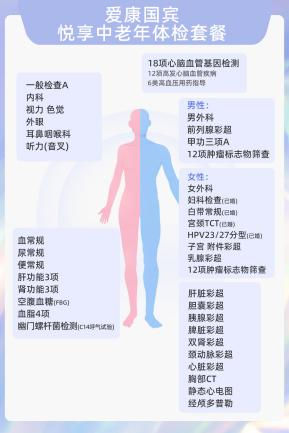 爱康国宾
悦享中老年体检套餐
18项心脑血管基因检测
12项高发心脑血管疾病
6类高血压用药指导
一般检查A
内科
视力 色觉
外眼
耳鼻咽喉科
听力(音叉)
男性：
男外科
前列腺彩超
甲功三项A
12项肿瘤标志物筛查
女性：
女外科
妇科检查(已婚)
白带常规(已婚)
宫颈TCT(已婚)
HPV23/27分型(已婚)
子宫 附件彩超
乳腺彩超
12项肿瘤标志物筛查
血常规
尿常规
便常规
肝功能3项
肾功能3项
空腹血糖(FBG)
血脂4项
幽门螺杆菌检测(C14呼气试验)
肝脏彩超
胆囊彩超
胰腺彩超
脾脏彩超
双肾彩超
颈动脉彩超
心脏彩超
胸部CT
静态心电图
经颅多普勒